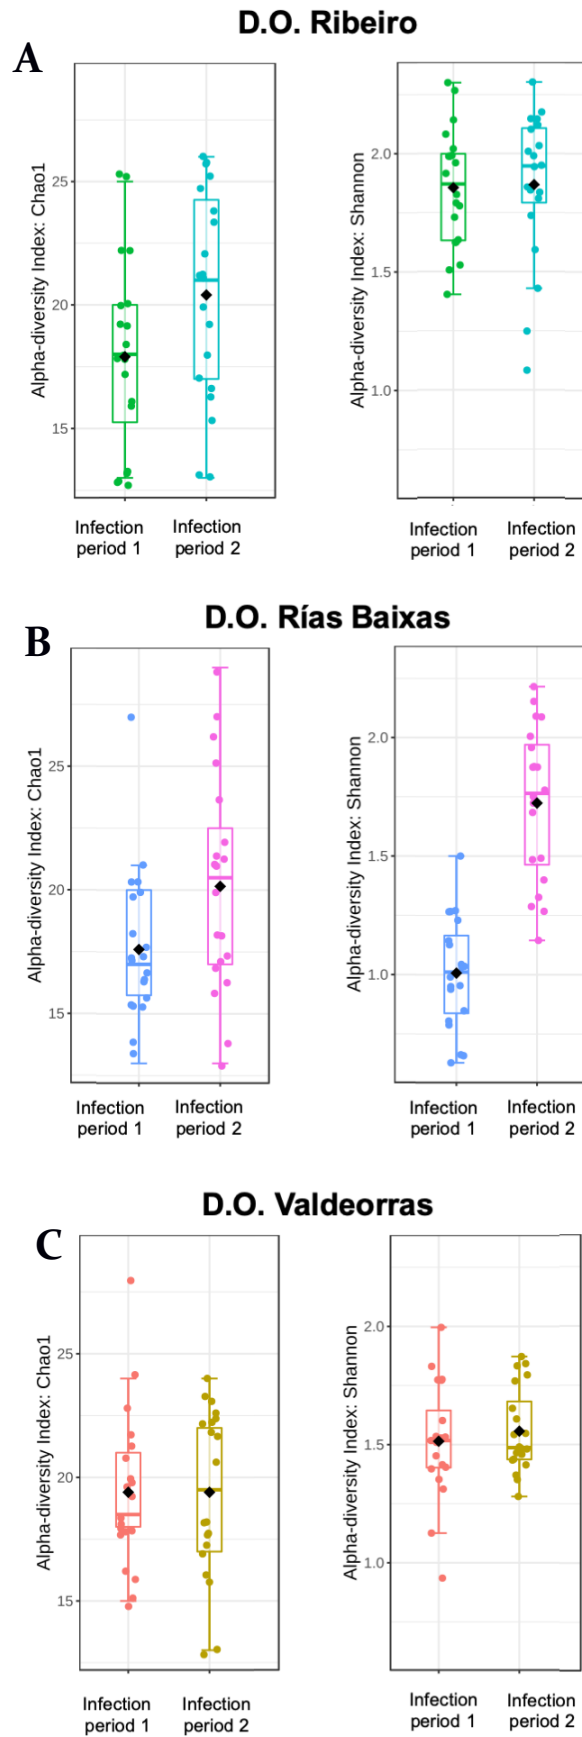 D.O. Ribeiro
A
Alpha-diversity Index: Chao1
25
20
15
Infection
period 1
Infection
period 2
Alpha-diversity Index: Shannon
2.0
1.5
1.0
Infection
period 1
Infection
period 2
D.O. Rías Baixas
B
Alpha-diversity Index: Chao1
25
20
15
Infection
period 1
Infection
period 2
Alpha-diversity Index: Shannon
2.0
1.5
1.0
Infection
period 1
Infection
period 2
D.O. Valdeorras
C
Alpha-diversity Index: Chao1
25
20
15
Infection
period 1
Infection
period 2
Alpha-diversity Index: Shannon
2.0
1.5
1.0
Infection
period 1
Infection
period 2